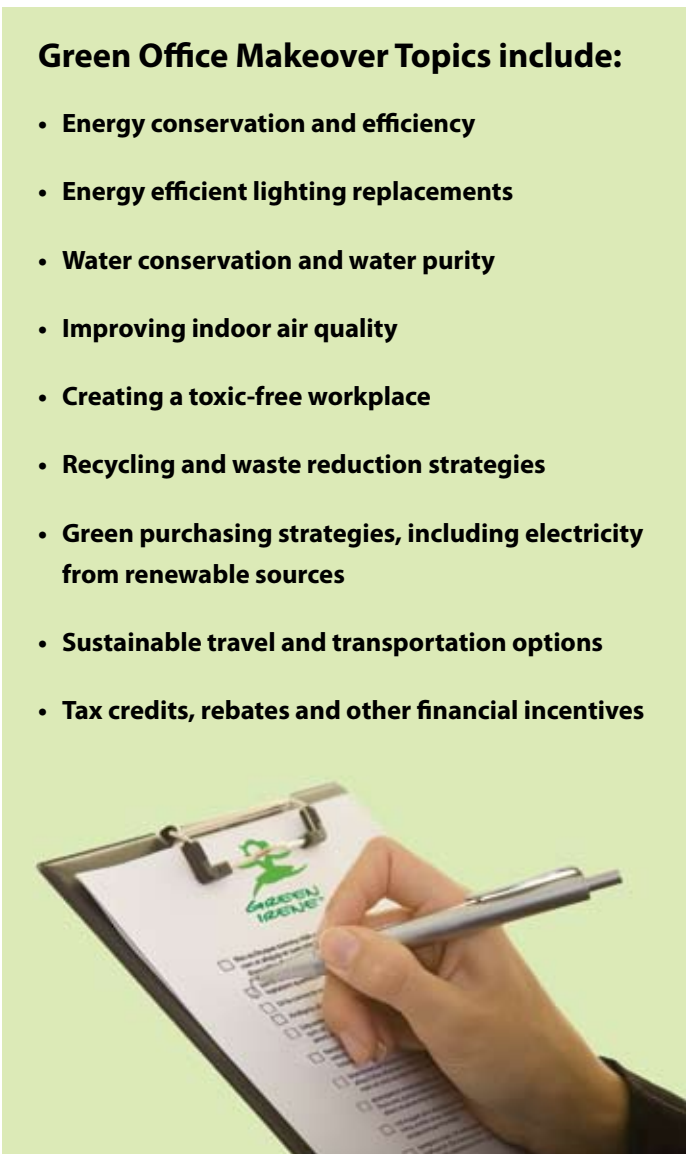 Green Office Makeover Topics include:
• Energy conservation and efficiency
• Energy efficient lighting replacements
• Water conservation and water purity
• Improving indoor air quality
• Creating a toxic-free workplace
• Recycling and waste reduction strategies
• Green purchasing strategies, including electricity
from renewable sources
• Sustainable travel and transportation options
• Tax credits, rebates and other financial incentives
GREEN
IRENE